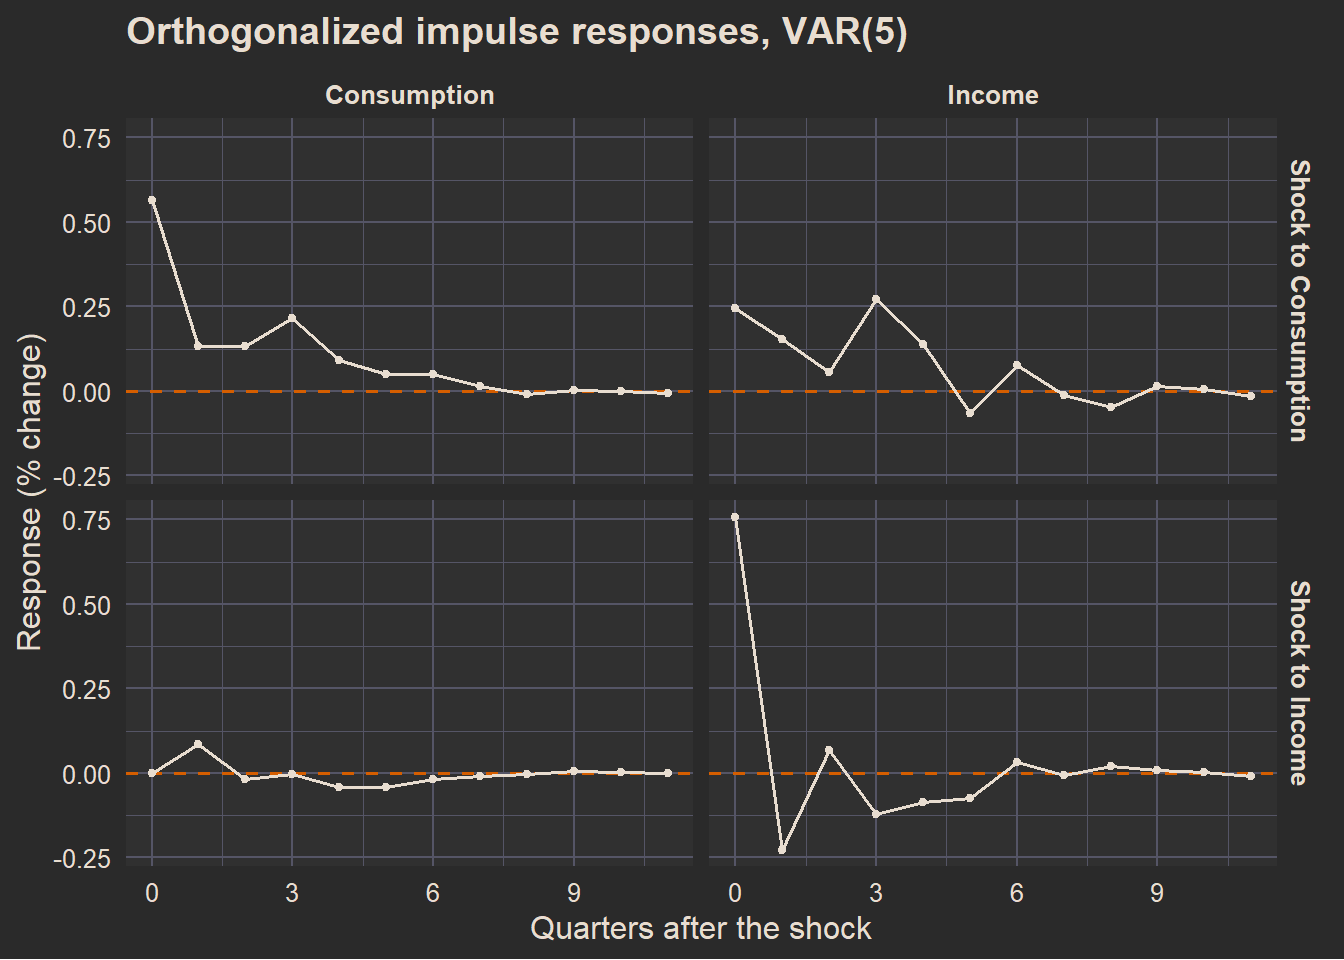 Orthogonalized impulse responses, VAR(5)
Consumption
Income
0.75
0.50
0.25
0.00
-0.25
Shock to Consumption
0.75
0.50
0.25
0.00
-0.25
Shock to Income
Response (% change)
0 3 6 9
0 3 6 9
Quarters after the shock